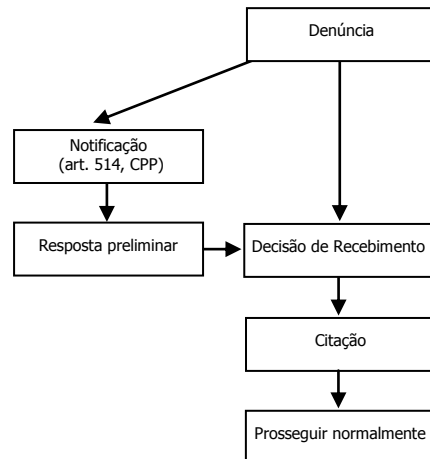 Denúncia
Notificação
(art. 514, CPP)
Resposta preliminar
Decisão de Recebimento
Citação
Prosseguir normalmente